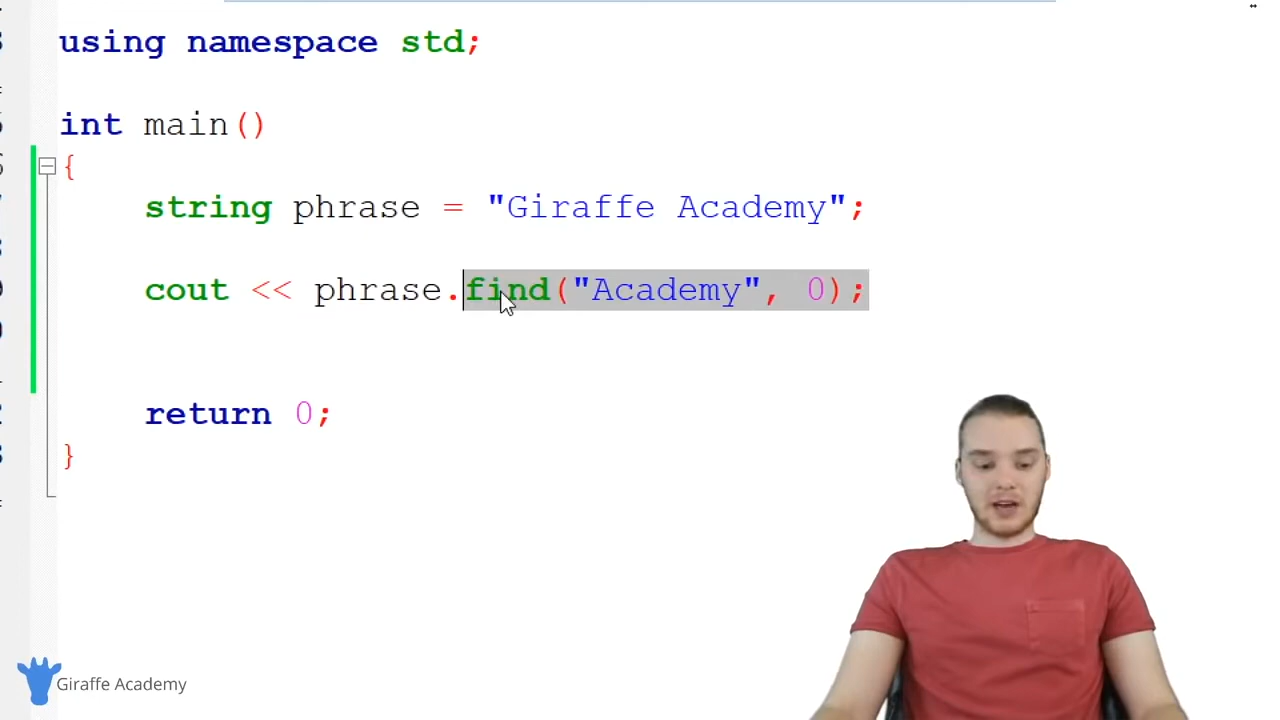 using namespace std;
int main()
{
string phrase = "Giraffe Academy";
cout << phrase.find("Academy", 0);
return 0;
}
Giraffe Academy